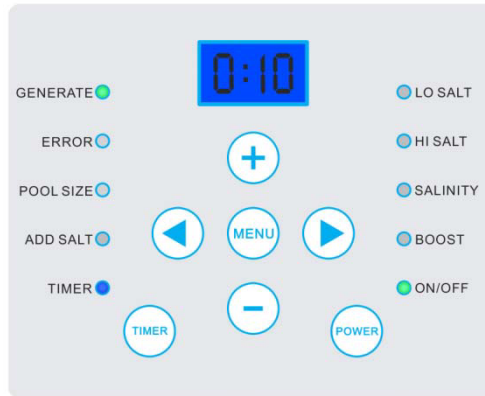 0:10
GENERATE
LO SALT
ERROR
HI SALT
+
POOL SIZE
SALINITY
ADD SALT
MENU
BOOST
TIMER
ON/OFF
−
TIMER
POWER